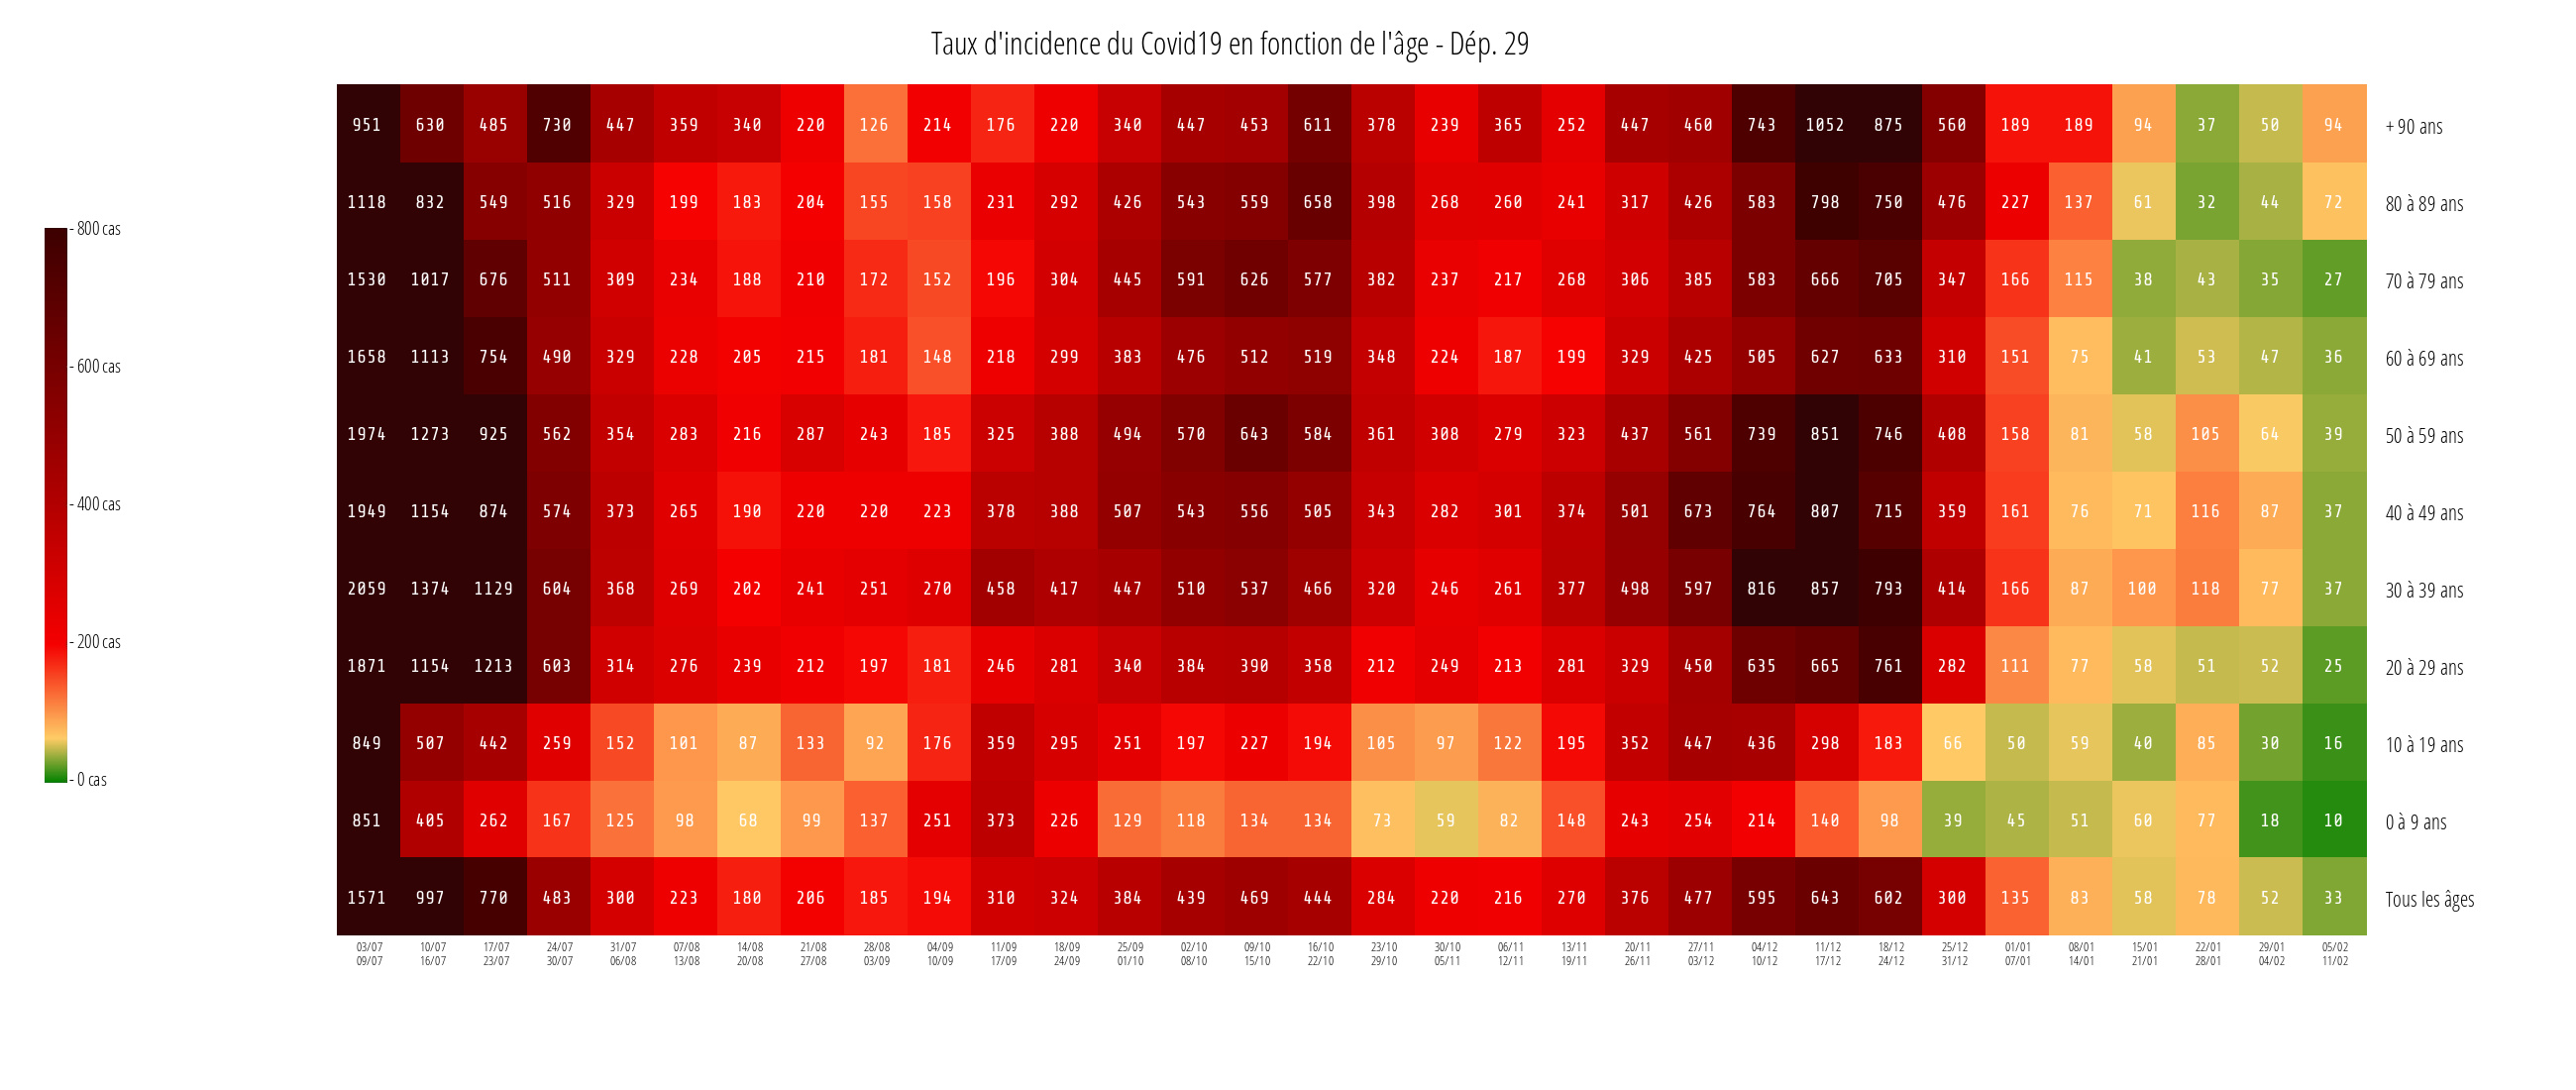 Taux d'incidence du Covid19 en fonction de l'âge - Dép. 29
- 800 cas
- 600 cas
- 400 cas
- 200 cas
- 0 cas
951 630 485 730 447 359 340 220 126 214 176 220 340 447 453 611 378 239 365 252 447 460 743 1052 875 560 189 189 94 37 50 94 + 90 ans
1118 832 549 516 329 199 183 204 155 158 231 292 426 543 559 658 398 268 260 241 317 426 583 798 750 476 227 137 61 32 44 72 80 à 89 ans
1530 1017 676 511 309 234 188 210 172 152 196 304 445 591 626 577 382 237 217 268 306 385 583 666 705 347 166 115 38 43 35 27 70 à 79 ans
1658 1113 754 490 329 228 205 215 181 148 218 299 383 476 512 519 348 224 187 199 329 425 505 627 633 310 151 75 41 53 47 36 60 à 69 ans
1974 1273 925 562 354 283 216 287 243 185 325 388 494 570 643 584 361 308 279 323 437 561 739 851 746 408 158 81 58 105 64 39 50 à 59 ans
1949 1154 874 574 373 265 190 220 220 223 378 388 507 543 556 505 343 282 301 374 501 673 764 807 715 359 161 76 71 116 87 37 40 à 49 ans
2059 1374 1129 604 368 269 202 241 251 270 458 417 447 510 537 466 320 246 261 377 498 597 816 857 793 414 166 87 100 118 77 37 30 à 39 ans
1871 1154 1213 603 314 276 239 212 197 181 246 281 340 384 390 358 212 249 213 281 329 450 635 665 761 282 111 77 58 51 52 25 20 à 29 ans
849 507 442 259 152 101 87 133 92 176 359 295 251 197 227 194 105 97 122 195 352 447 436 298 183 66 50 59 40 85 30 16 10 à 19 ans
851 405 262 167 125 98 68 99 137 251 373 226 129 118 134 134 73 59 82 148 243 254 214 140 98 39 45 51 60 77 18 10 0 à 9 ans
1571 997 770 483 300 223 180 206 185 194 310 324 384 439 469 444 284 220 216 270 376 477 595 643 602 300 135 83 58 78 52 33 Tous les âges
03/07 10/07 17/07 24/07 31/07 07/08 14/08 21/08 28/08 04/09 11/09 18/09 25/09 02/10 09/10 16/10 23/10 30/10 06/11 13/11 20/11 27/11 04/12 11/12 18/12 25/12 01/01 08/01 15/01 22/01 29/01 05/02
09/07 16/07 23/07 30/07 06/08 13/08 20/08 27/08 03/09 10/09 17/09 24/09 01/10 08/10 15/10 22/10 29/10 05/11 12/11 19/11 26/11 03/12 10/12 17/12 24/12 31/12 07/01 14/01 21/01 28/01 04/02 11/02